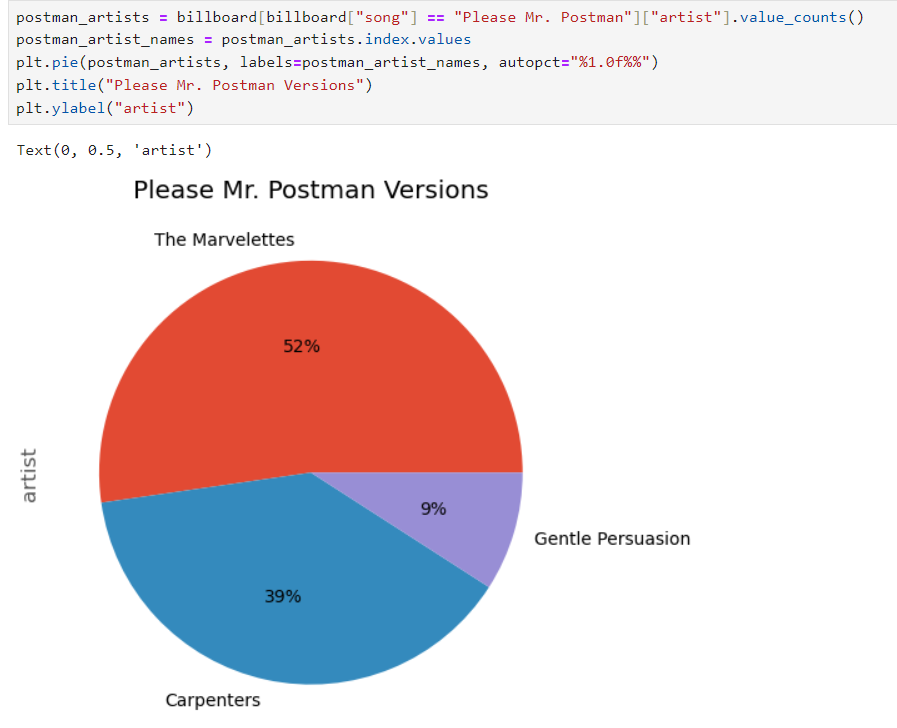 postman_artists = billboard[billboard["song"] == "Please Mr. Postman"]["artist"].value_counts()
postman_artist_names = postman_artists.index.values
plt.pie(postman_artists, labels=postman_artist_names, autopct="%1.0f%%")
plt.title("Please Mr. Postman Versions")
plt.ylabel("artist")
Text(0, 0.5, 'artist')
Please Mr. Postman Versions
The Marvelettes
52%
artist
9%
Gentle Persuasion
39%
Carpenters